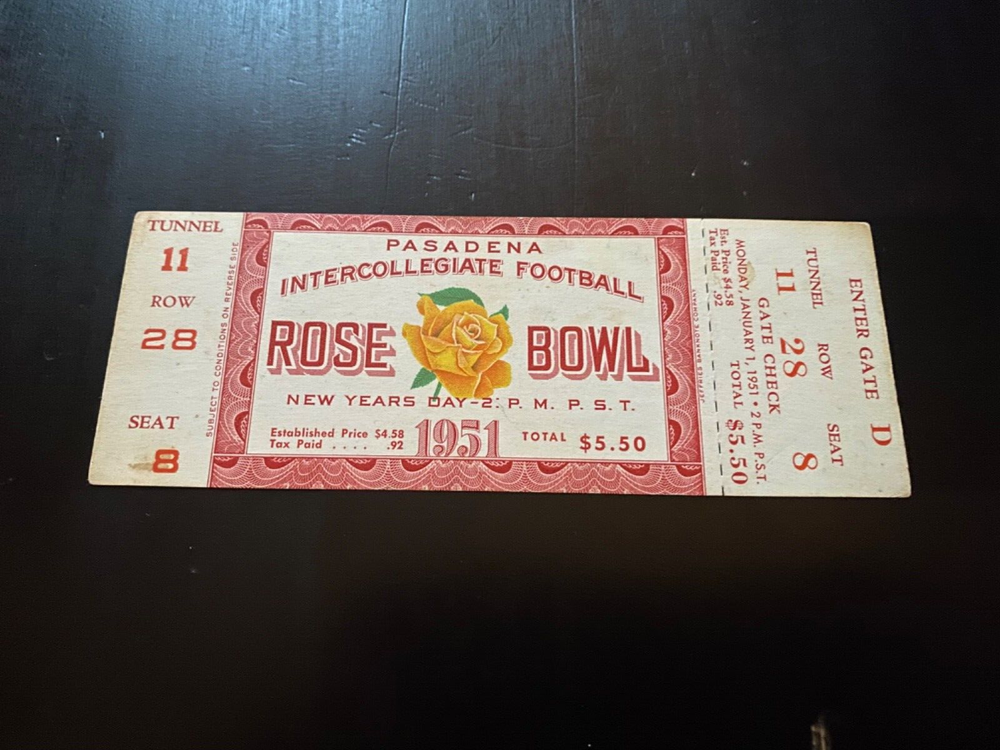 TUNNEL
11
ROW
28
SEAT
8
SUBJECT TO CONDITIONS ON REVERSE SIDE
PASADENA
INTERCOLLEGIATE FOOTBALL
ROSE BOWL
NEW YEARS DAY-2: P. M. P. S. T.
Established Price $4.58
Tax Paid .... .92
1951
TOTAL $5.50
ENTER GATE D
TUNNEL ROW SEAT
11 28 8
GATE CHECK
MONDAY, JANUARY 1, 1951 • 2 P.M. P.S.T.
Est. Price $4.58
Tax Paid .92
TOTAL $5.50